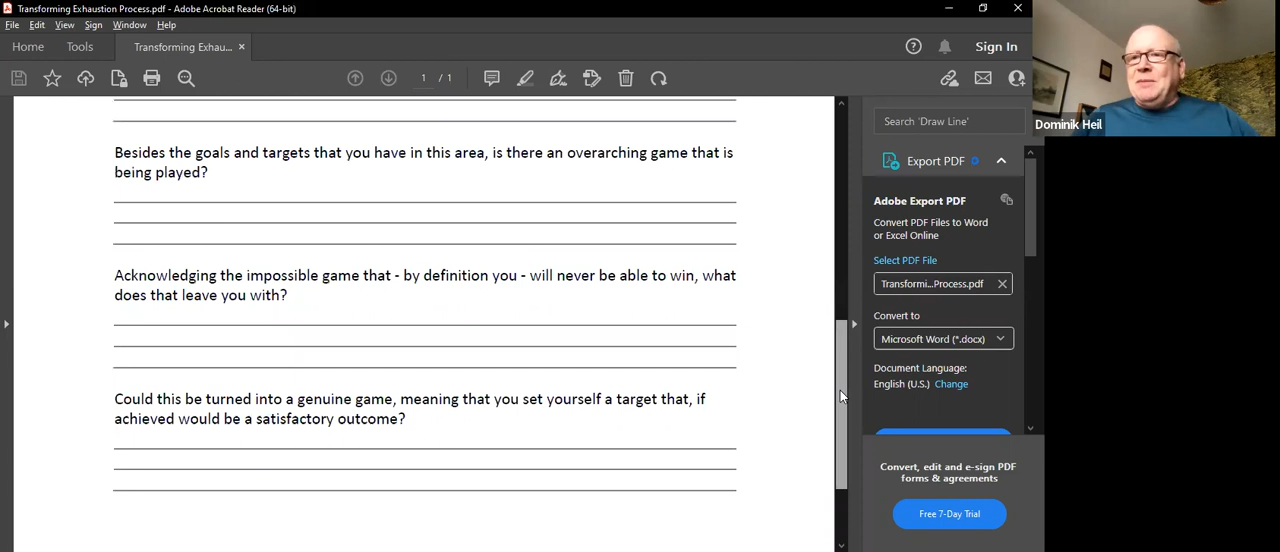 Transforming Exhaustion Process.pdf - Adobe Acrobat Reader (64-bit)
File Edit View Sign Window Help
Home Tools Transforming Exhau... × Sign In
1 / 1
Dominik Heil
Besides the goals and targets that you have in this area, is there an overarching game that is
being played?
Acknowledging the impossible game that - by definition you - will never be able to win, what
does that leave you with?
Could this be turned into a genuine game, meaning that you set yourself a target that, if
achieved would be a satisfactory outcome?
Search 'Draw Line'
Export PDF
Adobe Export PDF
Convert PDF Files to Word
or Excel Online
Select PDF File
Transformi...Process.pdf
Convert to
Microsoft Word (*.docx)
Document Language:
English (U.S.) Change
Convert, edit and e-sign PDF
forms & agreements
Free 7-Day Trial